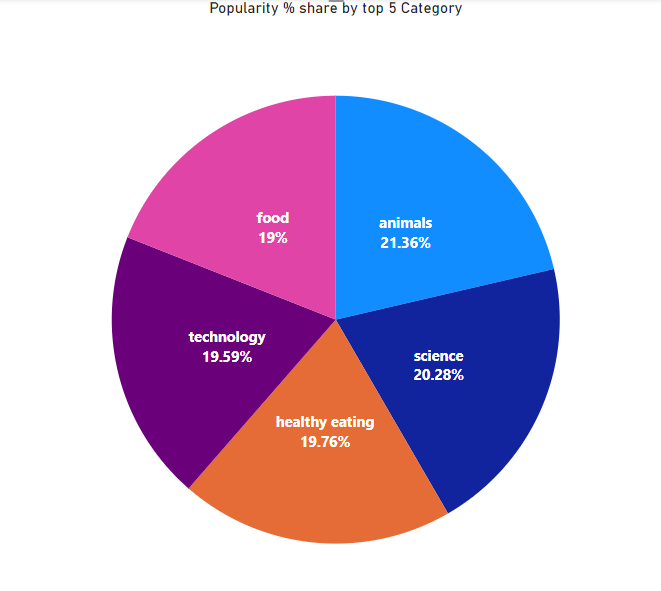 Popularity % share by top 5 Category
food
19%
animals
21.36%
technology
19.59%
science
20.28%
healthy eating
19.76%